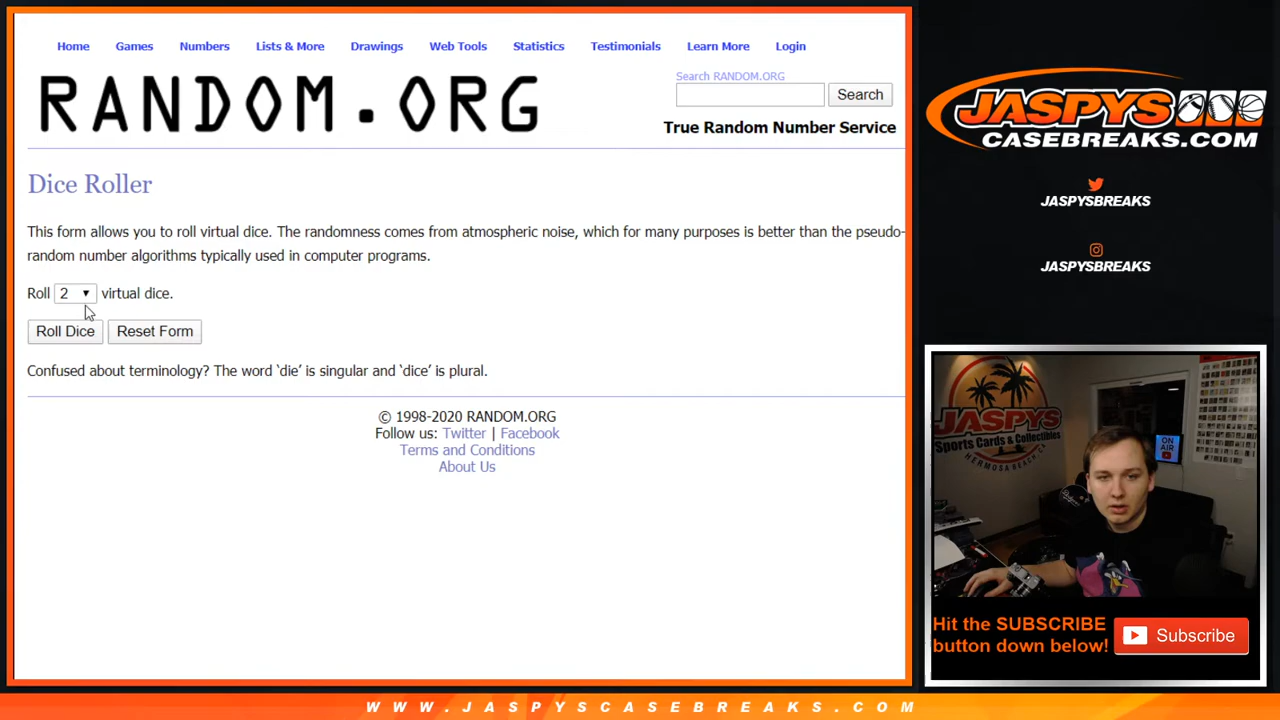 Home Games Numbers Lists & More Drawings Web Tools Statistics Testimonials Learn More Login
RANDOM.ORG
Search RANDOM.ORG
Search
True Random Number Service
Dice Roller
This form allows you to roll virtual dice. The randomness comes from atmospheric noise, which for many purposes is better than the pseudo-
random number algorithms typically used in computer programs.
Roll 2 virtual dice.
Roll Dice Reset Form
Confused about terminology? The word ‘die’ is singular and ‘dice’ is plural.
© 1998-2020 RANDOM.ORG
Follow us: Twitter | Facebook
Terms and Conditions
About Us
JASPYS
CASEBREAKS.COM
JASPYSBREAKS
JASPYSBREAKS
JASPYS
Sports Cards & Collectibles
HERMOSA BEACH, CA
ON
AIR
Hit the SUBSCRIBE
button down below!
Subscribe
WWW.JASPYSCASEBREAKS.COM